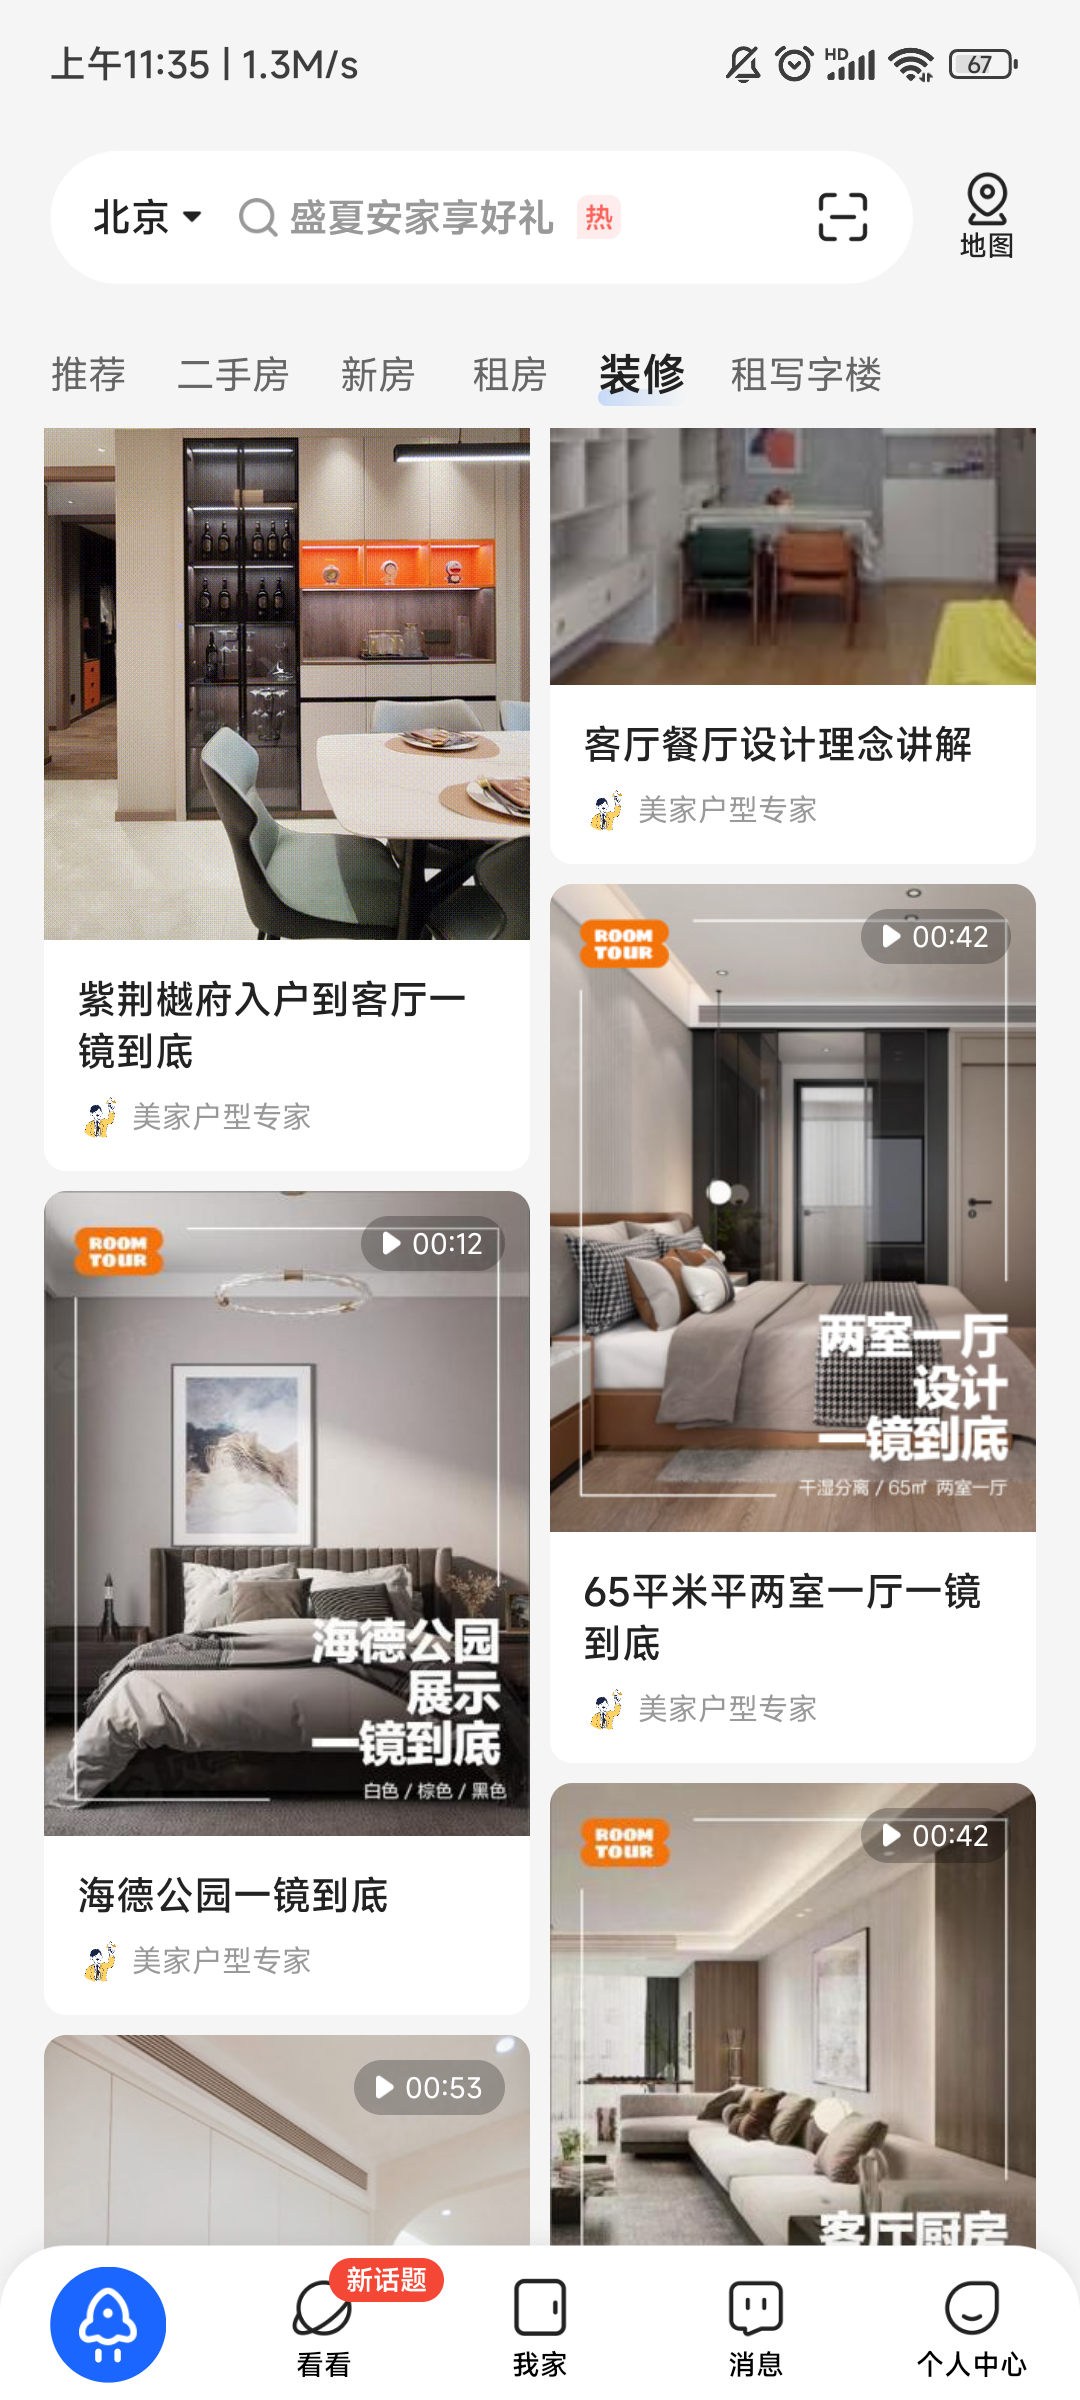 上午11:35 | 1.3M/s
HD
67
北京
盛夏安家享好礼
热
地图
推荐
二手房
新房
租房
装修
租写字楼
紫荆樾府入户到客厅一
镜到底
美家户型专家
ROOM
TOUR
00:12
海德公园
展示
一镜到底
白色 / 棕色 / 黑色
海德公园一镜到底
美家户型专家
00:53
客厅餐厅设计理念讲解
美家户型专家
ROOM
TOUR
00:42
两室一厅
设计
一镜到底
干湿分离 / 65㎡ 两室一厅
65平米平两室一厅一镜
到底
美家户型专家
ROOM
TOUR
00:42
客厅厨房
新话题
看看
我家
消息
个人中心